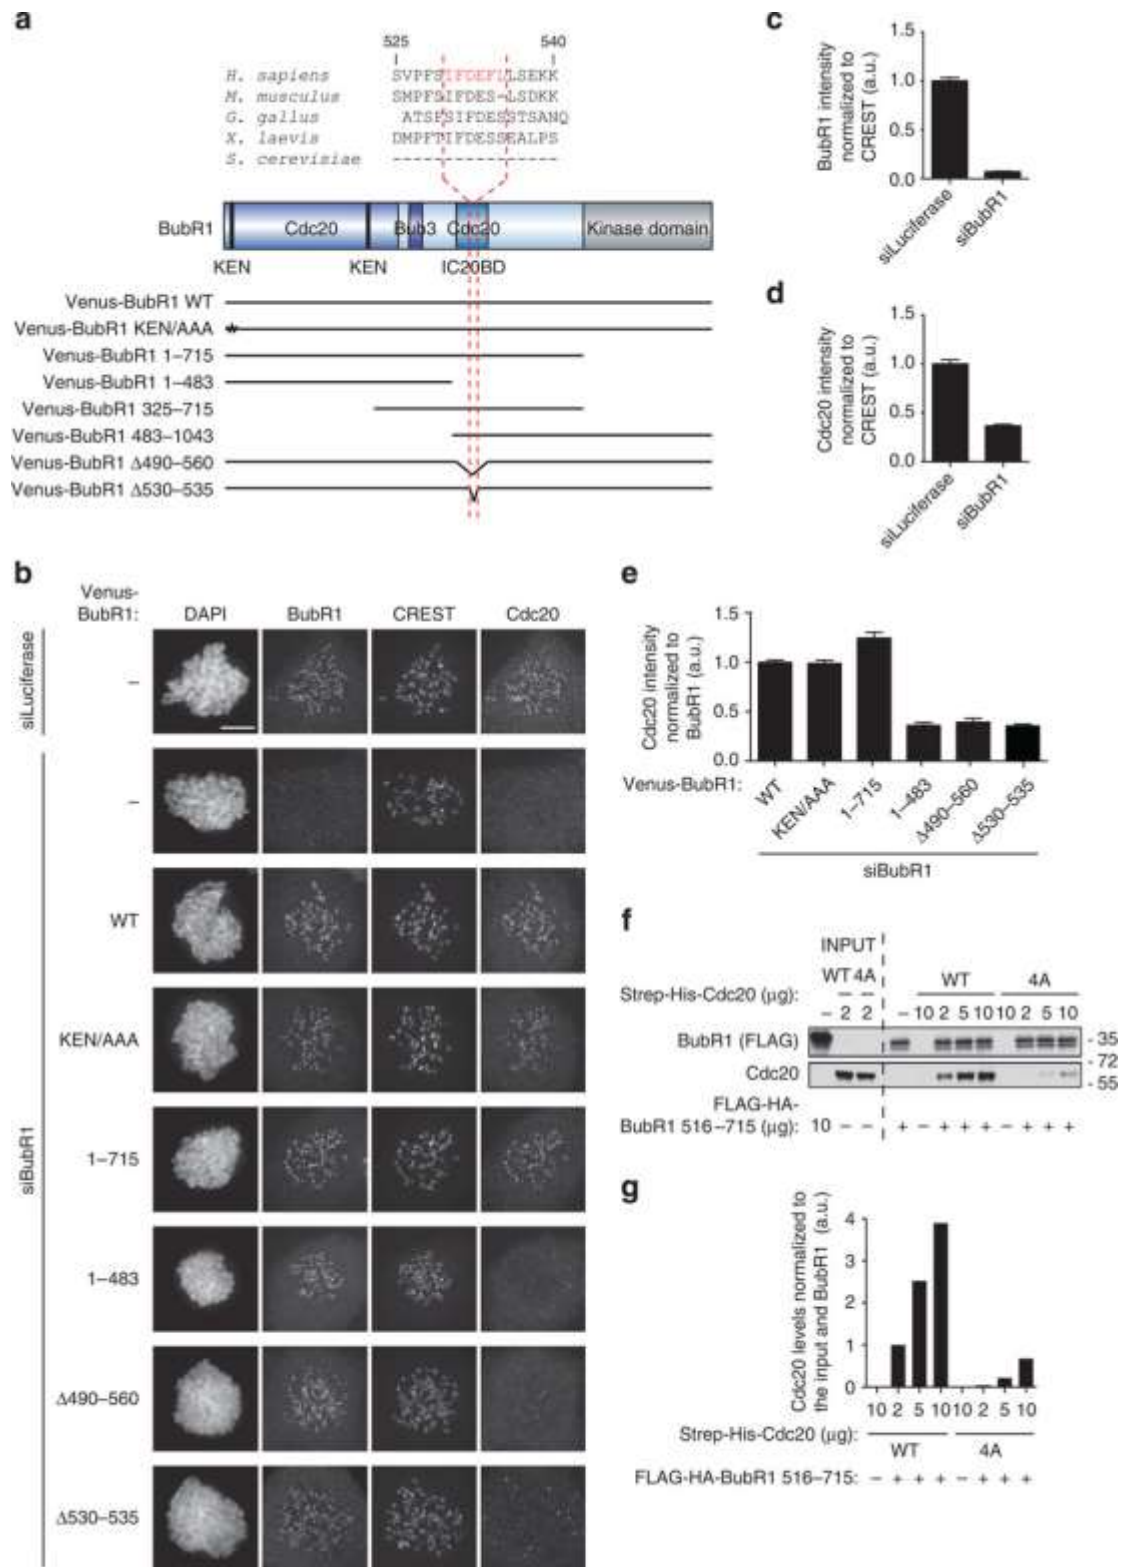 a
525 540
H. sapiens SVPFSIFDEFLLSEKK
M. musculus SMPFSIFDES-LSDKK
G. gallus ATSFSIFDESSTSANQ
X. laevis DMPFTIFDESSEALPS
S. cerevisiae ----------------
BubR1 Cdc20 Bub3 Cdc20 Kinase domain
KEN KEN IC20BD
Venus-BubR1 WT
Venus-BubR1 KEN/AAA *
Venus-BubR1 1–715
Venus-BubR1 1–483
Venus-BubR1 325–715
Venus-BubR1 483–1043
Venus-BubR1 Δ490–560
Venus-BubR1 Δ530–535
c
BubR1 intensity
normalized to
CREST (a.u.)
1.5
1.0
0.5
0.0
siLuciferase siBubR1
d
Cdc20 intensity
normalized to
CREST (a.u.)
1.5
1.0
0.5
0.0
siLuciferase siBubR1
b
Venus-
BubR1: DAPI BubR1 CREST Cdc20
siLuciferase
–
siBubR1
–
WT
KEN/AAA
1–715
1–483
Δ490–560
Δ530–535
e
Cdc20 intensity
normalized to
BubR1 (a.u.)
1.5
1.0
0.5
0.0
Venus-BubR1: WT KEN/AAA 1–715 1–483 Δ490–560 Δ530–535
siBubR1
f
INPUT
WT 4A WT 4A
Strep-His-Cdc20 (μg):
– 2 2 – 10 2 5 10 10 2 5 10
BubR1 (FLAG) - 35
- 72
Cdc20 - 55
FLAG-HA-
BubR1 516–715 (μg): 10 – – + – + + + – + + +
g
Cdc20 levels normalized to
the input and BubR1 (a.u.)
4
3
2
1
0
10 2 5 10 10 2 5 10
Strep-His-Cdc20 (μg):
WT 4A
FLAG-HA-BubR1 516–715: – + + + – + + +